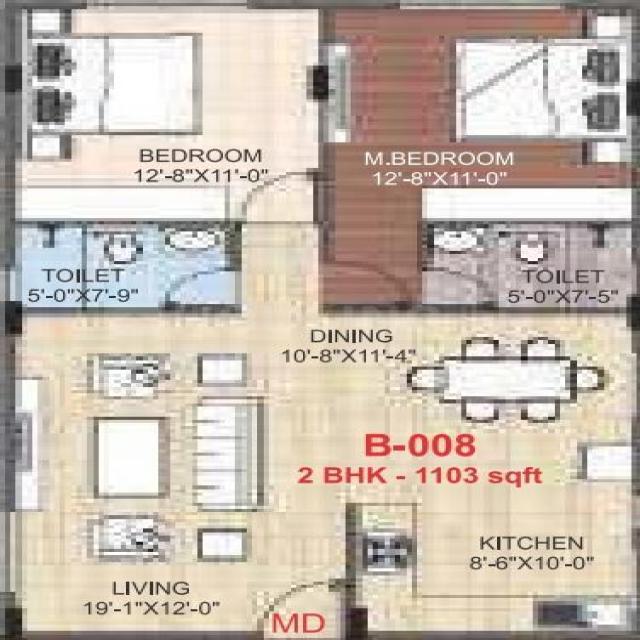 BEDROOM
12'-8"X11'-0"
M.BEDROOM
12'-8"X11'-0"
TOILET
5'-0"X7'-9"
TOILET
5'-0"X7'-5"
DINING
10'-8"X11'-4"
B-008
2 BHK - 1103 sqft
KITCHEN
8'-6"X10'-0"
LIVING
19'-1"X12'-0"
MD